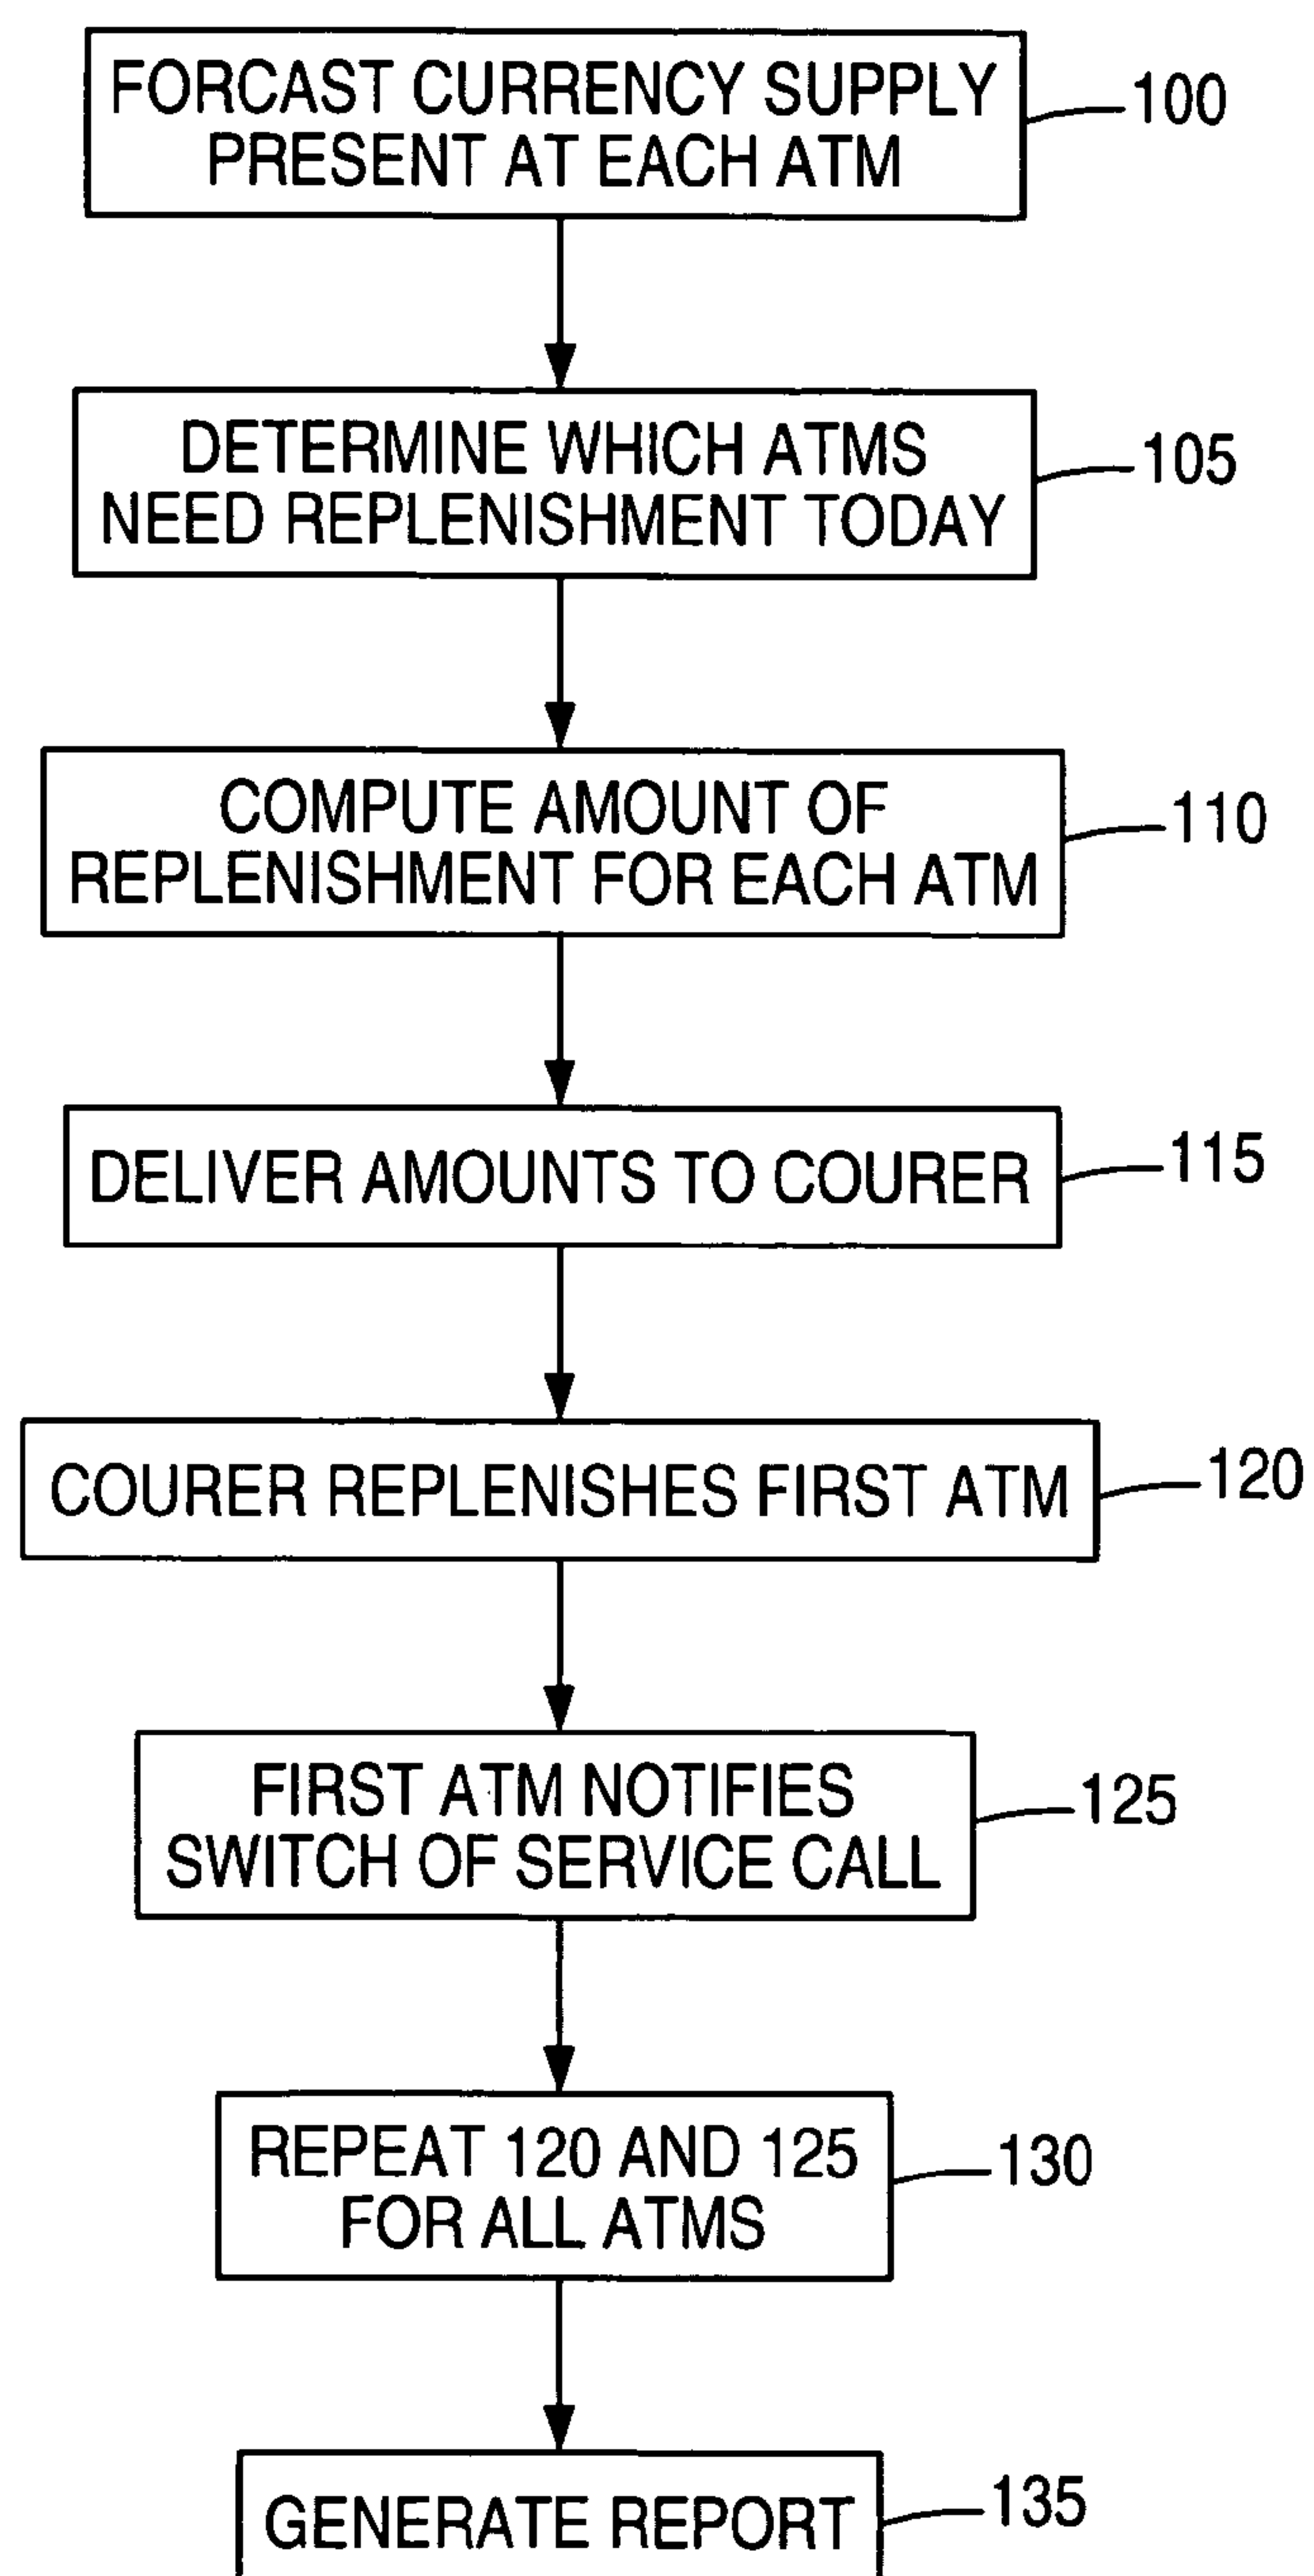 FORCAST CURRENCY SUPPLY
PRESENT AT EACH ATM
100
DETERMINE WHICH ATMS
NEED REPLENISHMENT TODAY
105
COMPUTE AMOUNT OF
REPLENISHMENT FOR EACH ATM
110
DELIVER AMOUNTS TO COURER
115
COURER REPLENISHES FIRST ATM
120
FIRST ATM NOTIFIES
SWITCH OF SERVICE CALL
125
REPEAT 120 AND 125
FOR ALL ATMS
130
GENERATE REPORT
135